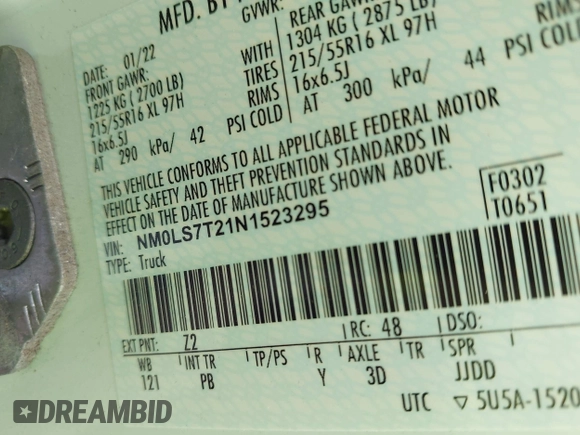 MFD. BY
GVWR:
DATE: 01/22
FRONT GAWR:
1225 KG ( 2700 LB)
215/55R16 XL 97H
16x6.5J
AT 290 kPa/ 42
WITH
TIRES
RIMS
PSI COLD
REAR GAWR
1304 KG ( 2875 LB)
215/55R16 XL 97H
16x6.5J
AT 300 kPa/ 44
RIMS
PSI COLD
THIS VEHICLE CONFORMS TO ALL APPLICABLE FEDERAL MOTOR
VEHICLE SAFETY AND THEFT PREVENTION STANDARDS IN
EFFECT ON THE DATE OF MANUFACTURE SHOWN ABOVE.
VIN: NM0LS7T21N1523295
TYPE: Truck
F0302
T0651
EXT PNT: Z2 RC: 48 DSO:
WB INT TR TP/PS R AXLE TR SPR
121 PB Y 3D JJDD
UTC ▽ 5U5A-1520
DREAMBID